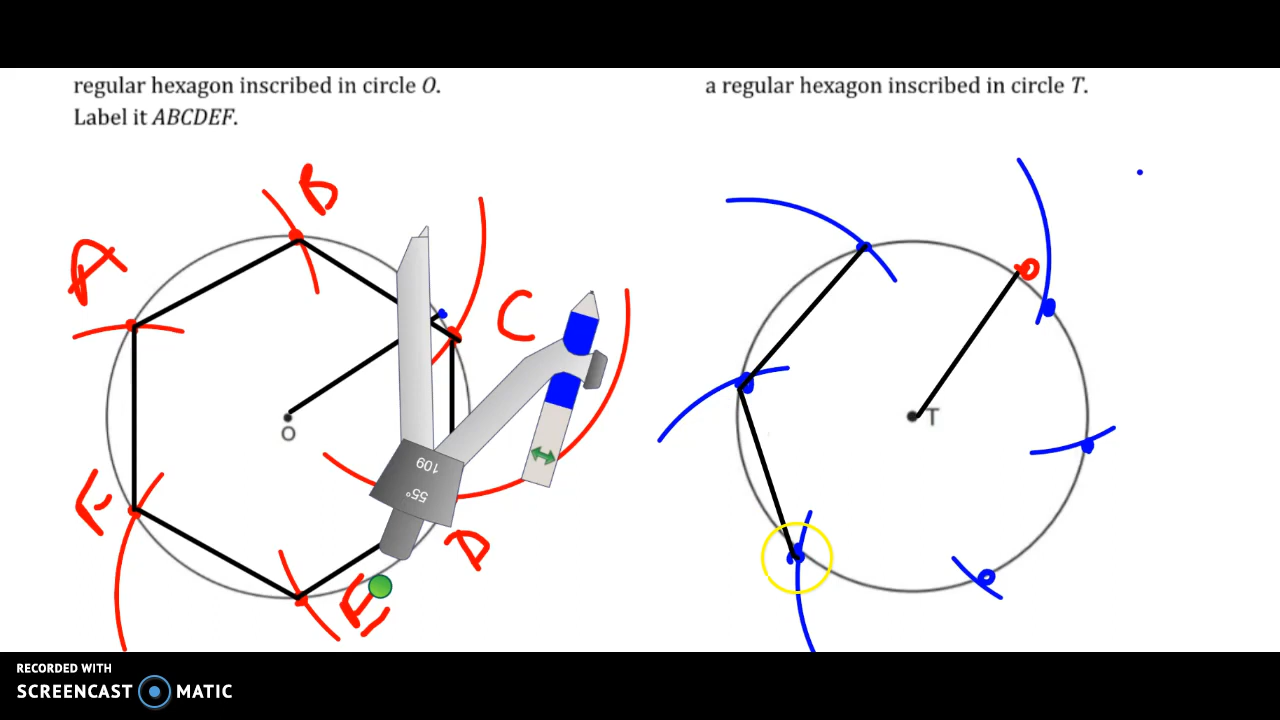 regular hexagon inscribed in circle O.
Label it ABCDEF.
a regular hexagon inscribed in circle T.
B
A
C
O
T
109
55°
F
D
E
RECORDED WITH
SCREENCAST MATIC